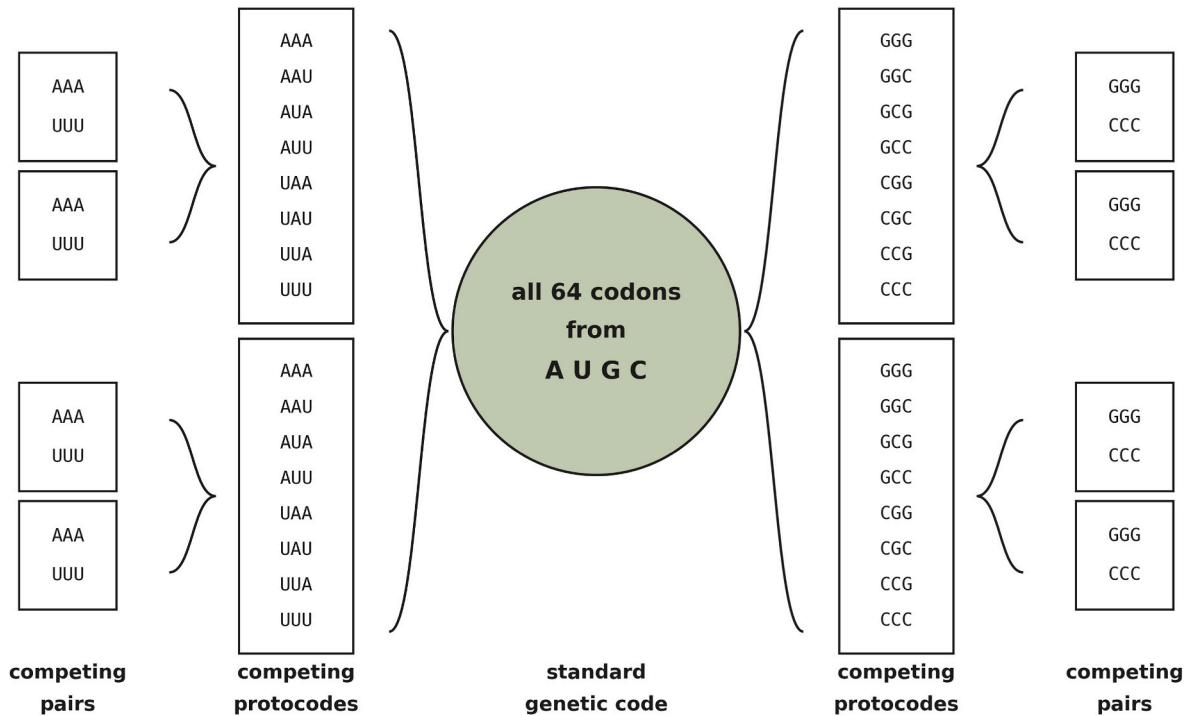 AAA
UUU
AAA
UUU
AAA
UUU
AAA
UUU
competing
pairs
AAA
AAU
AUA
AUU
UAA
UAU
UUA
UUU
AAA
AAU
AUA
AUU
UAA
UAU
UUA
UUU
competing
protocodes
all 64 codons
from
A U G C
standard
genetic code
GGG
GGC
GCG
GCC
CGG
CGC
CCG
CCC
GGG
GGC
GCG
GCC
CGG
CGC
CCG
CCC
competing
protocodes
GGG
CCC
GGG
CCC
GGG
CCC
GGG
CCC
competing
pairs